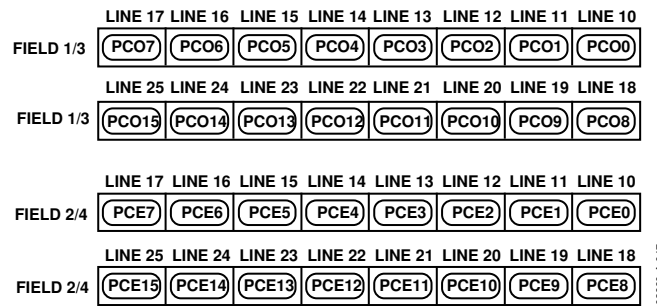 LINE 17 LINE 16 LINE 15 LINE 14 LINE 13 LINE 12 LINE 11 LINE 10
FIELD 1/3 PCO7 PCO6 PCO5 PCO4 PCO3 PCO2 PCO1 PCO0
LINE 25 LINE 24 LINE 23 LINE 22 LINE 21 LINE 20 LINE 19 LINE 18
FIELD 1/3 PCO15 PCO14 PCO13 PCO12 PCO11 PCO10 PCO9 PCO8
LINE 17 LINE 16 LINE 15 LINE 14 LINE 13 LINE 12 LINE 11 LINE 10
FIELD 2/4 PCE7 PCE6 PCE5 PCE4 PCE3 PCE2 PCE1 PCE0
LINE 25 LINE 24 LINE 23 LINE 22 LINE 21 LINE 20 LINE 19 LINE 18
FIELD 2/4 PCE15 PCE14 PCE13 PCE12 PCE11 PCE10 PCE9 PCE8